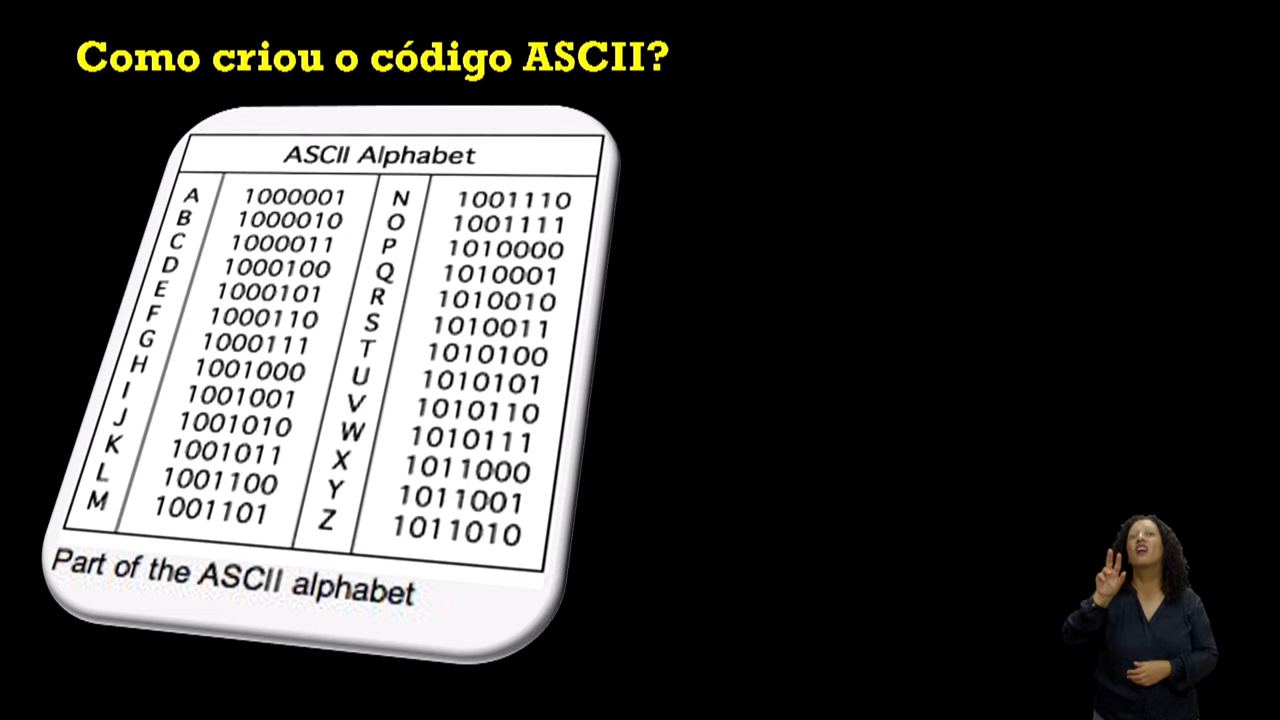 Como criou o código ASCII?
ASCII Alphabet
A 1000001 N 1001110
B 1000010 O 1001111
C 1000011 P 1010000
D 1000100 Q 1010001
E 1000101 R 1010010
F 1000110 S 1010011
G 1000111 T 1010100
H 1001000 U 1010101
I 1001001 V 1010110
J 1001010 W 1010111
K 1001011 X 1011000
L 1001100 Y 1011001
M 1001101 Z 1011010
Part of the ASCII alphabet